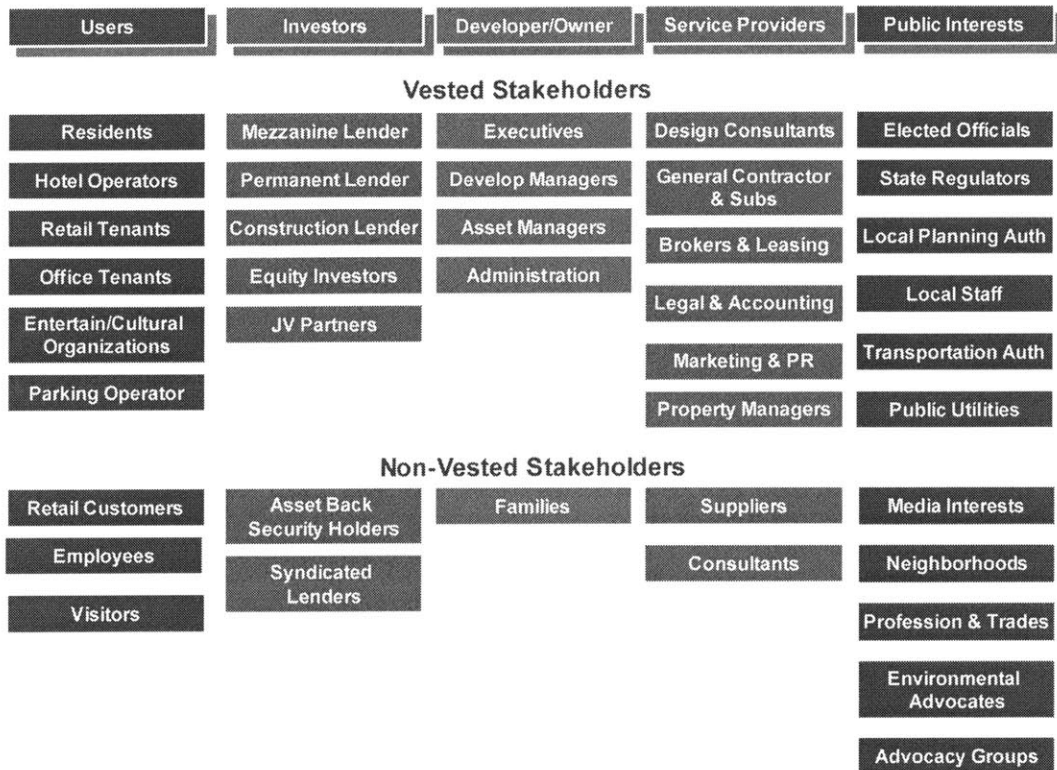 Users
Investors
Developer/Owner
Service Providers
Public Interests
Vested Stakeholders
Residents
Hotel Operators
Retail Tenants
Office Tenants
Entertain/Cultural
Organizations
Parking Operator
Mezzanine Lender
Permanent Lender
Construction Lender
Equity Investors
JV Partners
Executives
Develop Managers
Asset Managers
Administration
Design Consultants
General Contractor
& Subs
Brokers & Leasing
Legal & Accounting
Marketing & PR
Property Managers
Elected Officials
State Regulators
Local Planning Auth
Local Staff
Transportation Auth
Public Utilities
Non-Vested Stakeholders
Retail Customers
Employees
Visitors
Asset Back
Security Holders
Syndicated
Lenders
Families
Suppliers
Consultants
Media Interests
Neighborhoods
Profession & Trades
Environmental
Advocates
Advocacy Groups